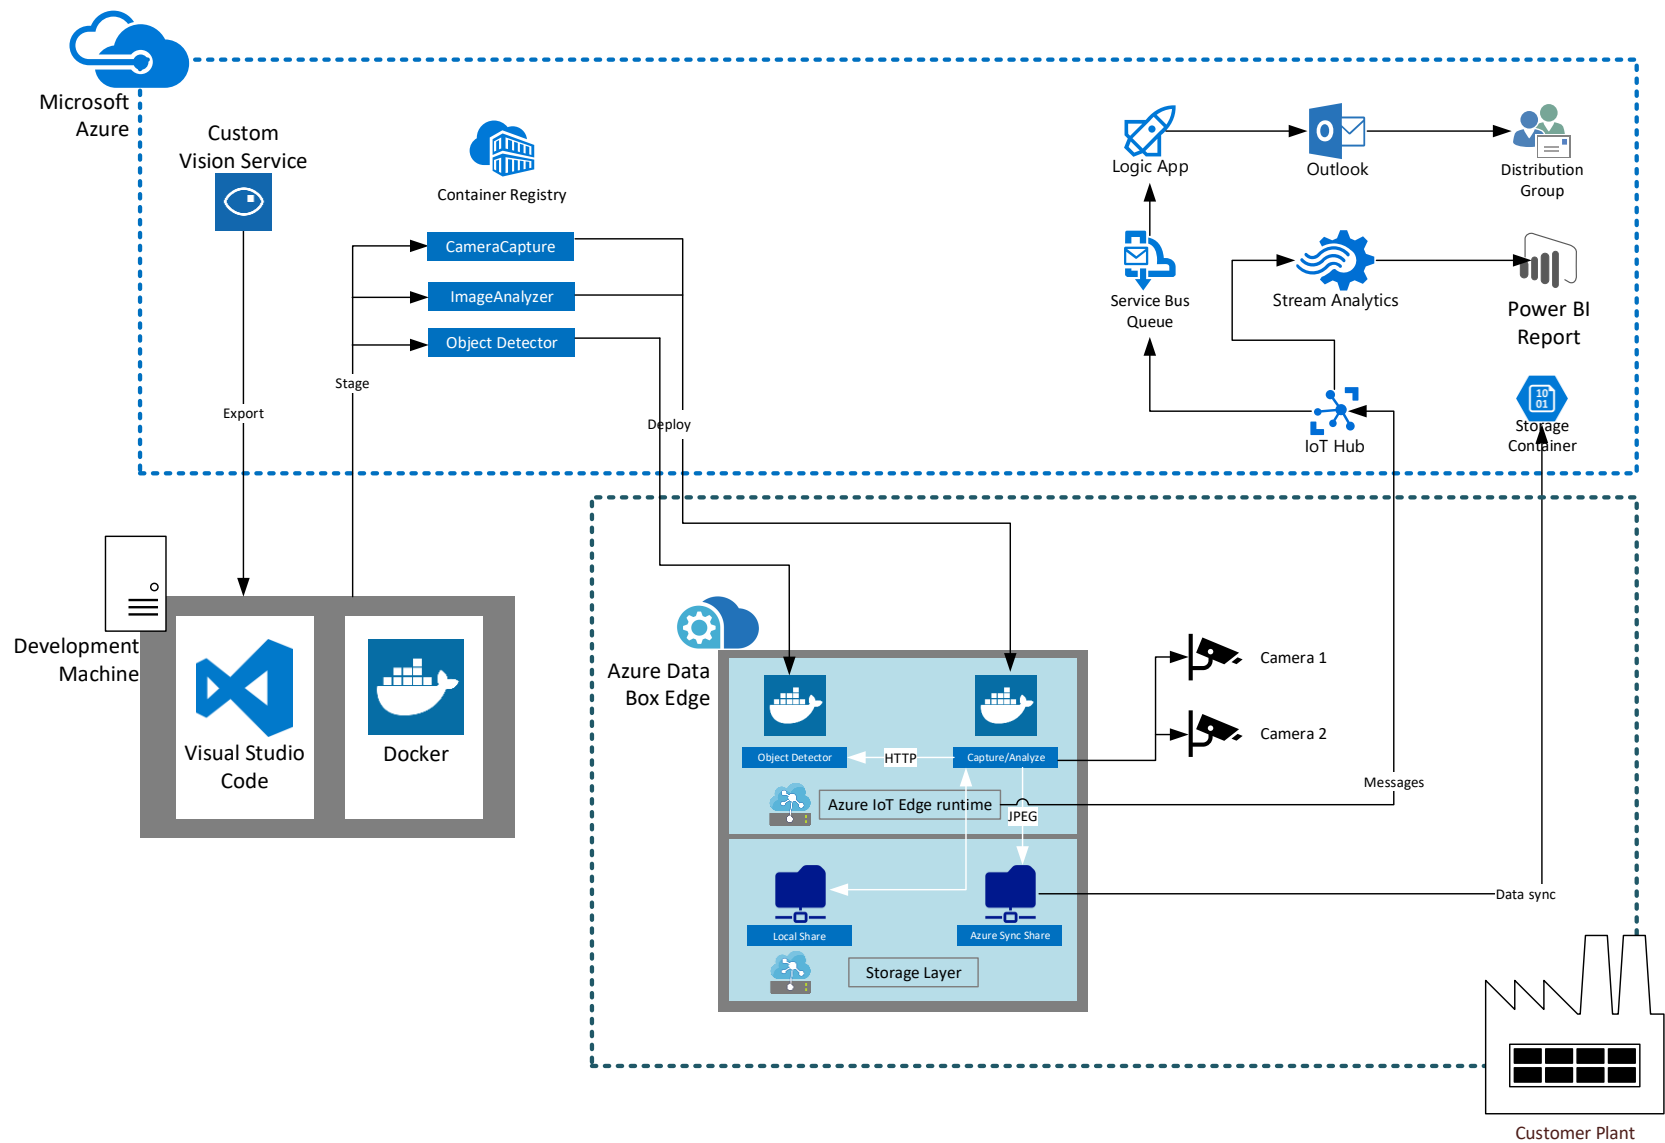 Microsoft
Azure
Custom
Vision Service
Container Registry
CameraCapture
ImageAnalyzer
Object Detector
Stage
Export
Deploy
Logic App
Outlook
Distribution
Group
Service Bus
Queue
Stream Analytics
Power BI
Report
10
01
IoT Hub
Storage
Container
Development
Machine
Visual Studio
Code
Docker
Azure Data
Box Edge
Object Detector
HTTP
Capture/Analyze
Azure IoT Edge runtime
JPEG
Camera 1
Camera 2
Messages
Local Share
Azure Sync Share
Storage Layer
Data sync
Customer Plant